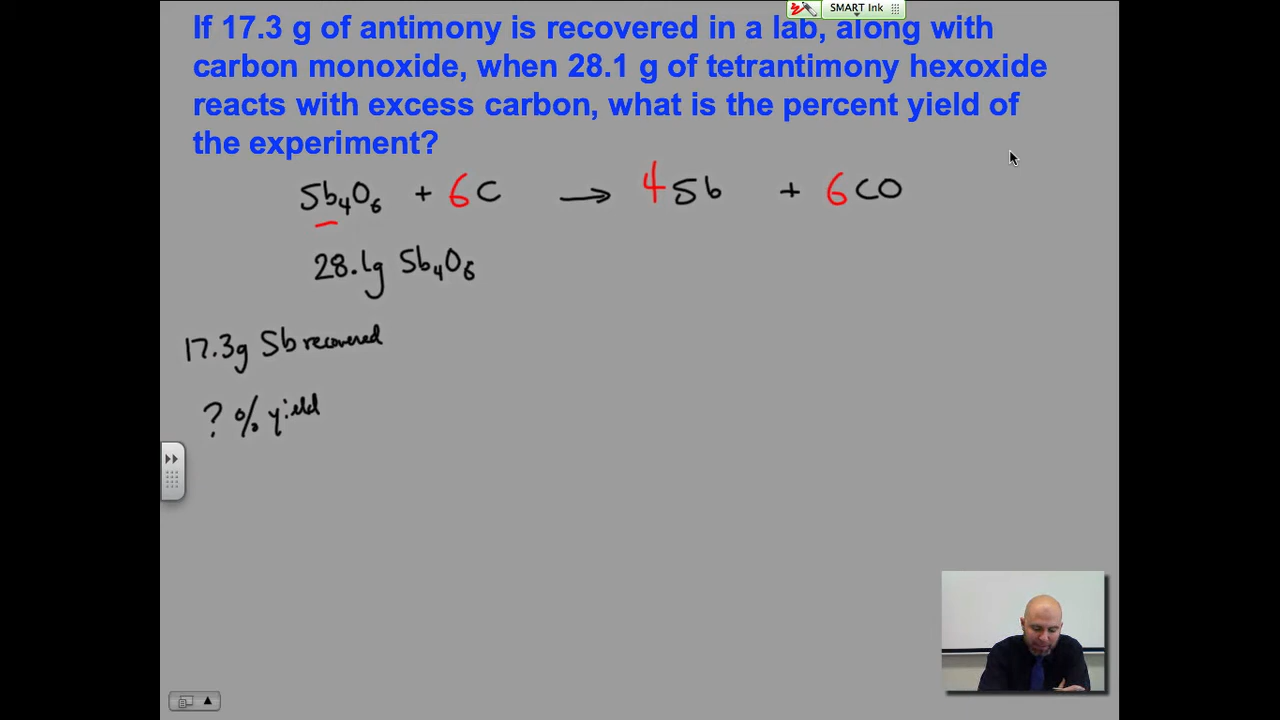 SMART Ink
If 17.3 g of antimony is recovered in a lab, along with
carbon monoxide, when 28.1 g of tetrantimony hexoxide
reacts with excess carbon, what is the percent yield of
the experiment?
Sb₄O₆ + 6C → 4Sb + 6CO
28.1g Sb₄O₆
17.3g Sb recovered
? % yield